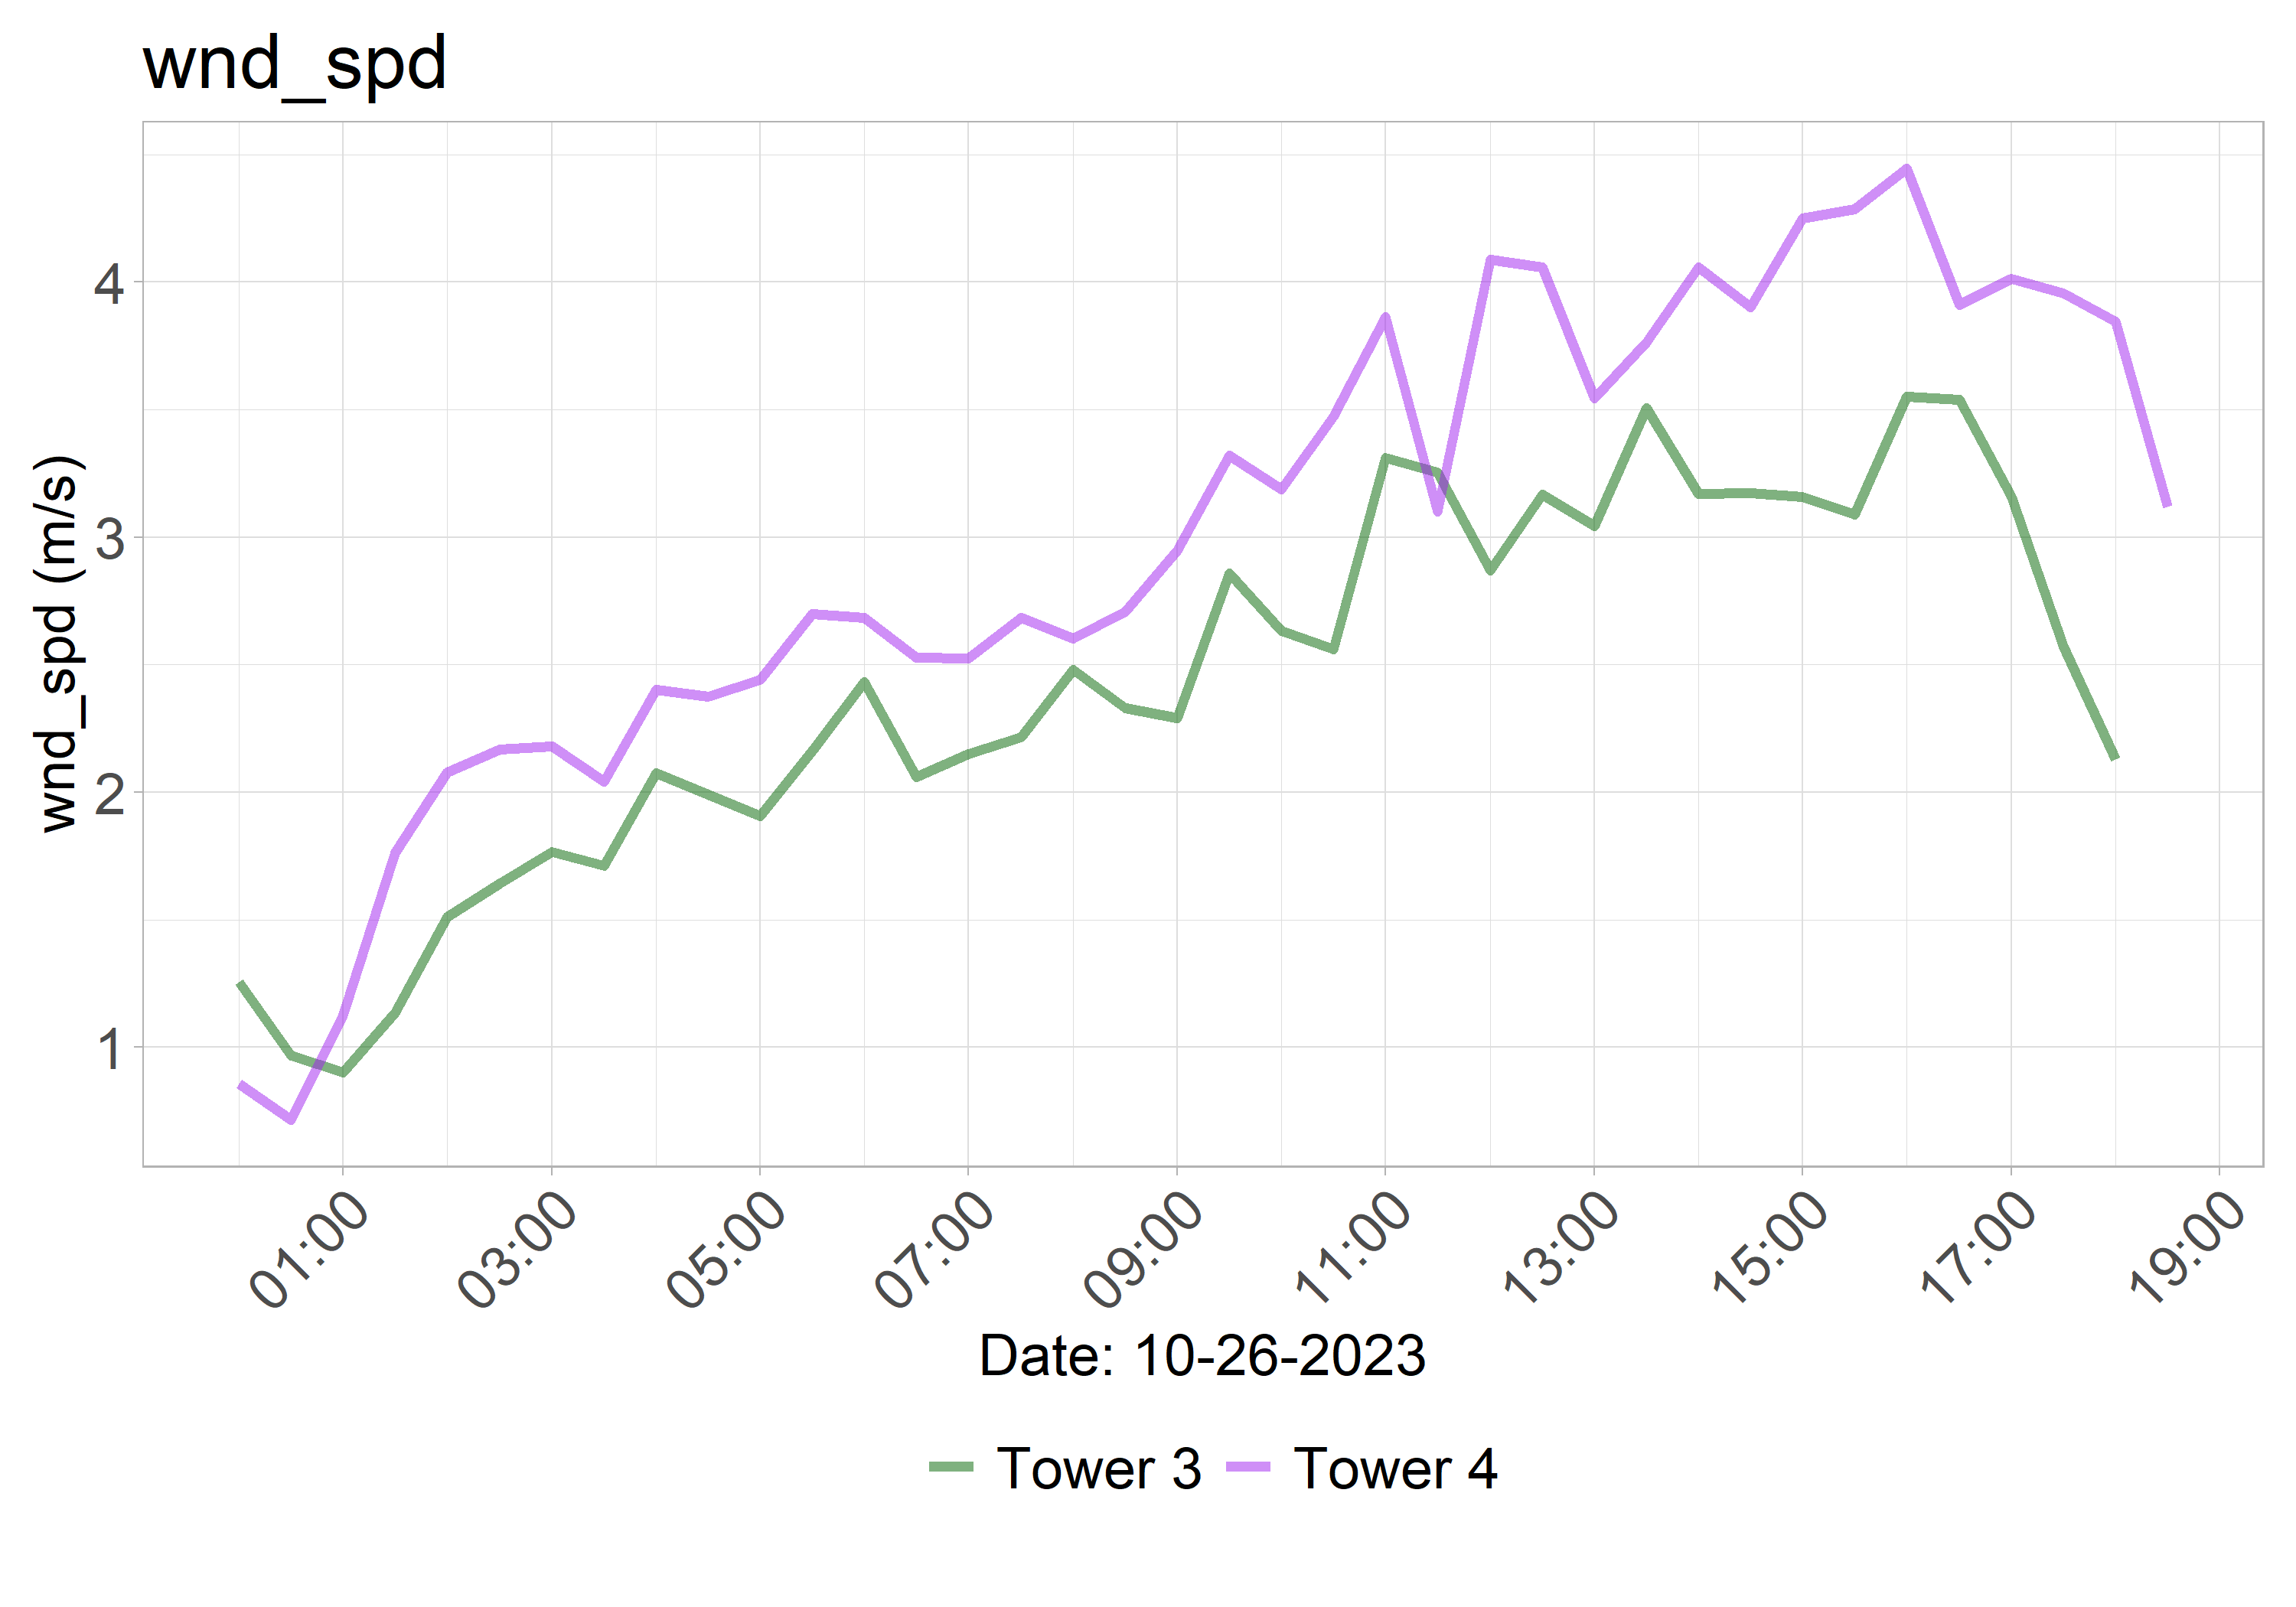 wnd_spd
wnd_spd (m/s)
4
3
2
1
01:00 03:00 05:00 07:00 09:00 11:00 13:00 15:00 17:00 19:00
Date: 10-26-2023
Tower 3 Tower 4